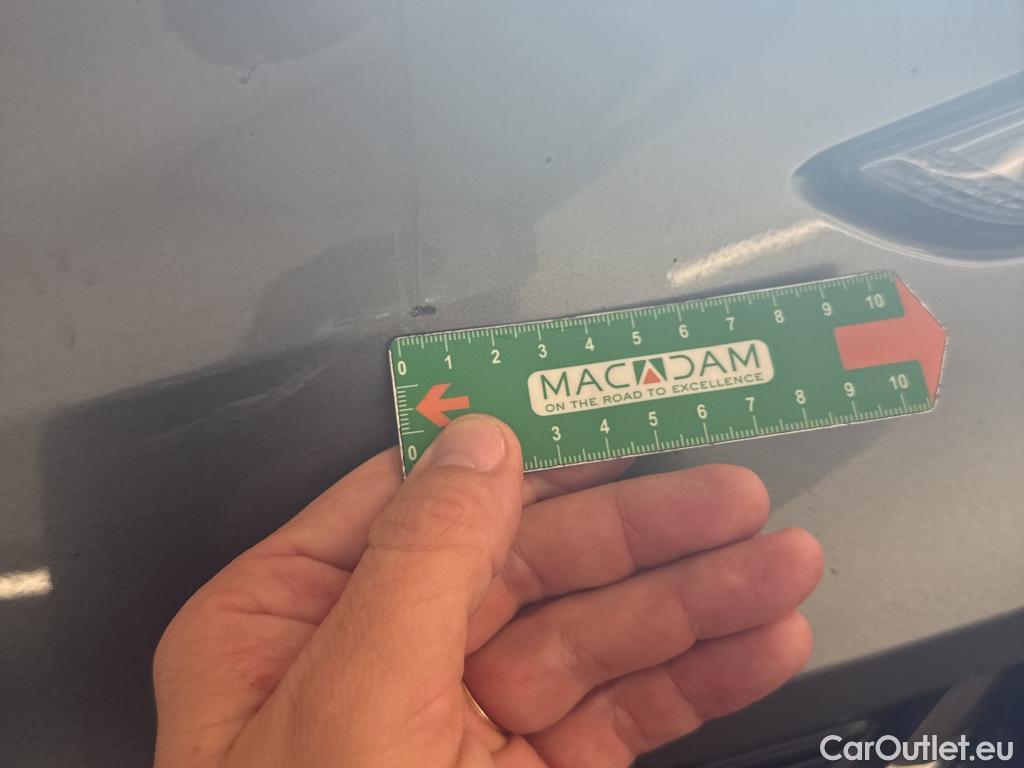 0 1 2 3 4 5 6 7 8 9 10
MACADAM
ON THE ROAD TO EXCELLENCE
0 3 4 5 6 7 8 9 10
CarOutlet.eu